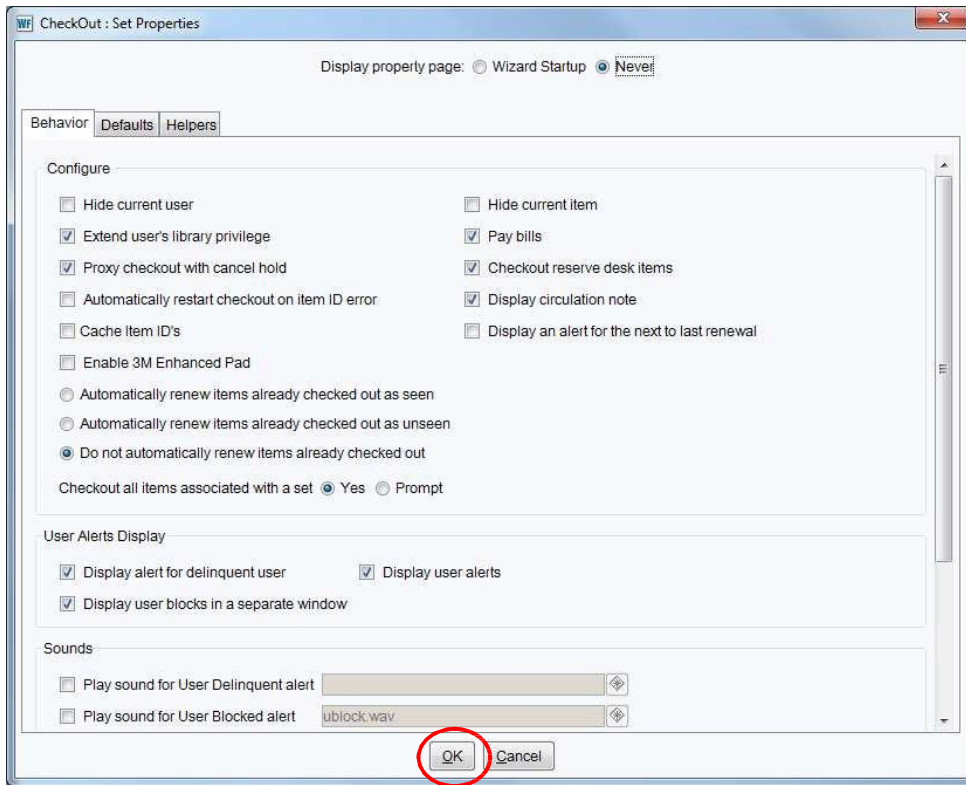 WF CheckOut : Set Properties
Display property page: Wizard Startup Never
Behavior Defaults Helpers
Configure
Hide current user Hide current item
Extend user's library privilege Pay bills
Proxy checkout with cancel hold Checkout reserve desk items
Automatically restart checkout on item ID error Display circulation note
Cache Item ID's Display an alert for the next to last renewal
Enable 3M Enhanced Pad
Automatically renew items already checked out as seen
Automatically renew items already checked out as unseen
Do not automatically renew items already checked out
Checkout all items associated with a set Yes Prompt
User Alerts Display
Display alert for delinquent user Display user alerts
Display user blocks in a separate window
Sounds
Play sound for User Delinquent alert
Play sound for User Blocked alert ublock.wav
OK Cancel